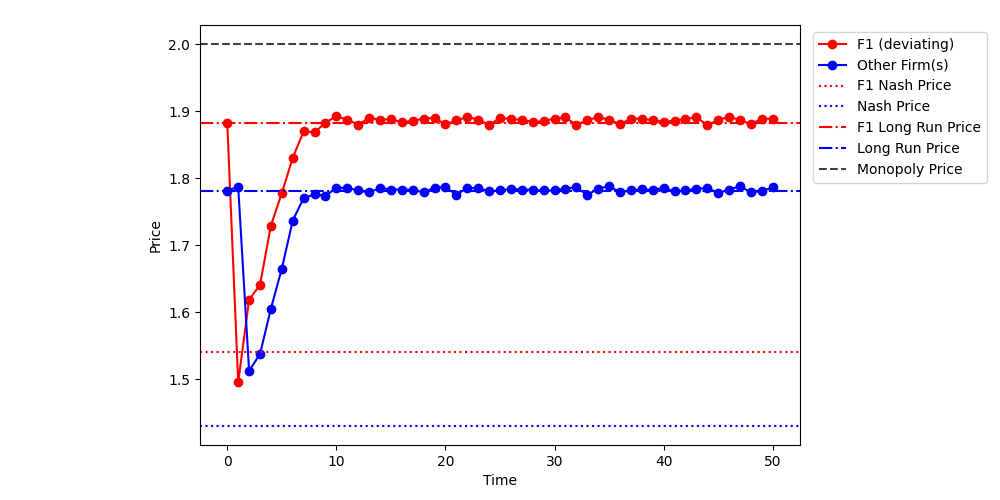 2.0
1.9
1.8
1.7
1.6
1.5
Price
0
10
20
30
40
50
Time
F1 (deviating)
Other Firm(s)
F1 Nash Price
Nash Price
F1 Long Run Price
Long Run Price
Monopoly Price